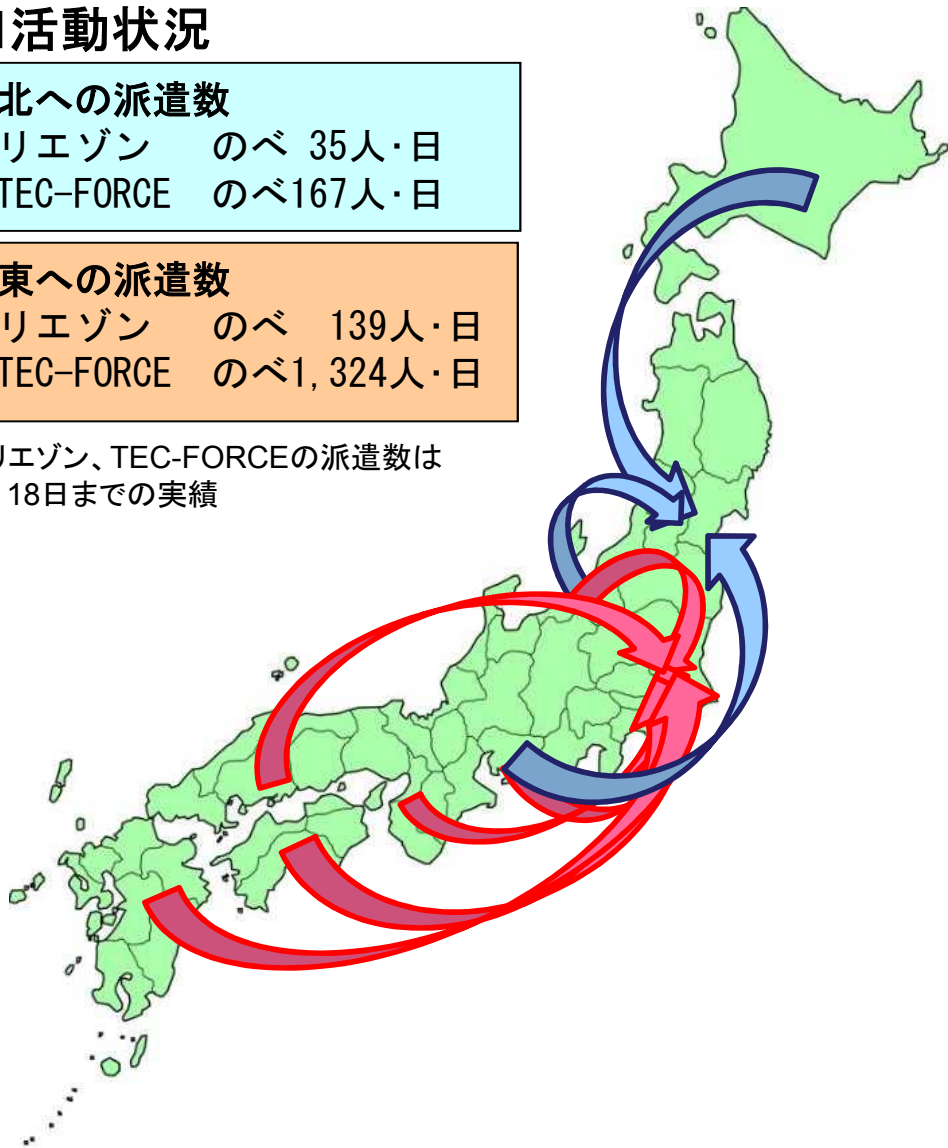 活動状況
北への派遣数
リエゾン のべ 35人・日
TEC-FORCE のべ167人・日
東への派遣数
リエゾン のべ 139人・日
TEC-FORCE のべ1,324人・日
リエゾン、TEC-FORCEの派遣数は
18日までの実績